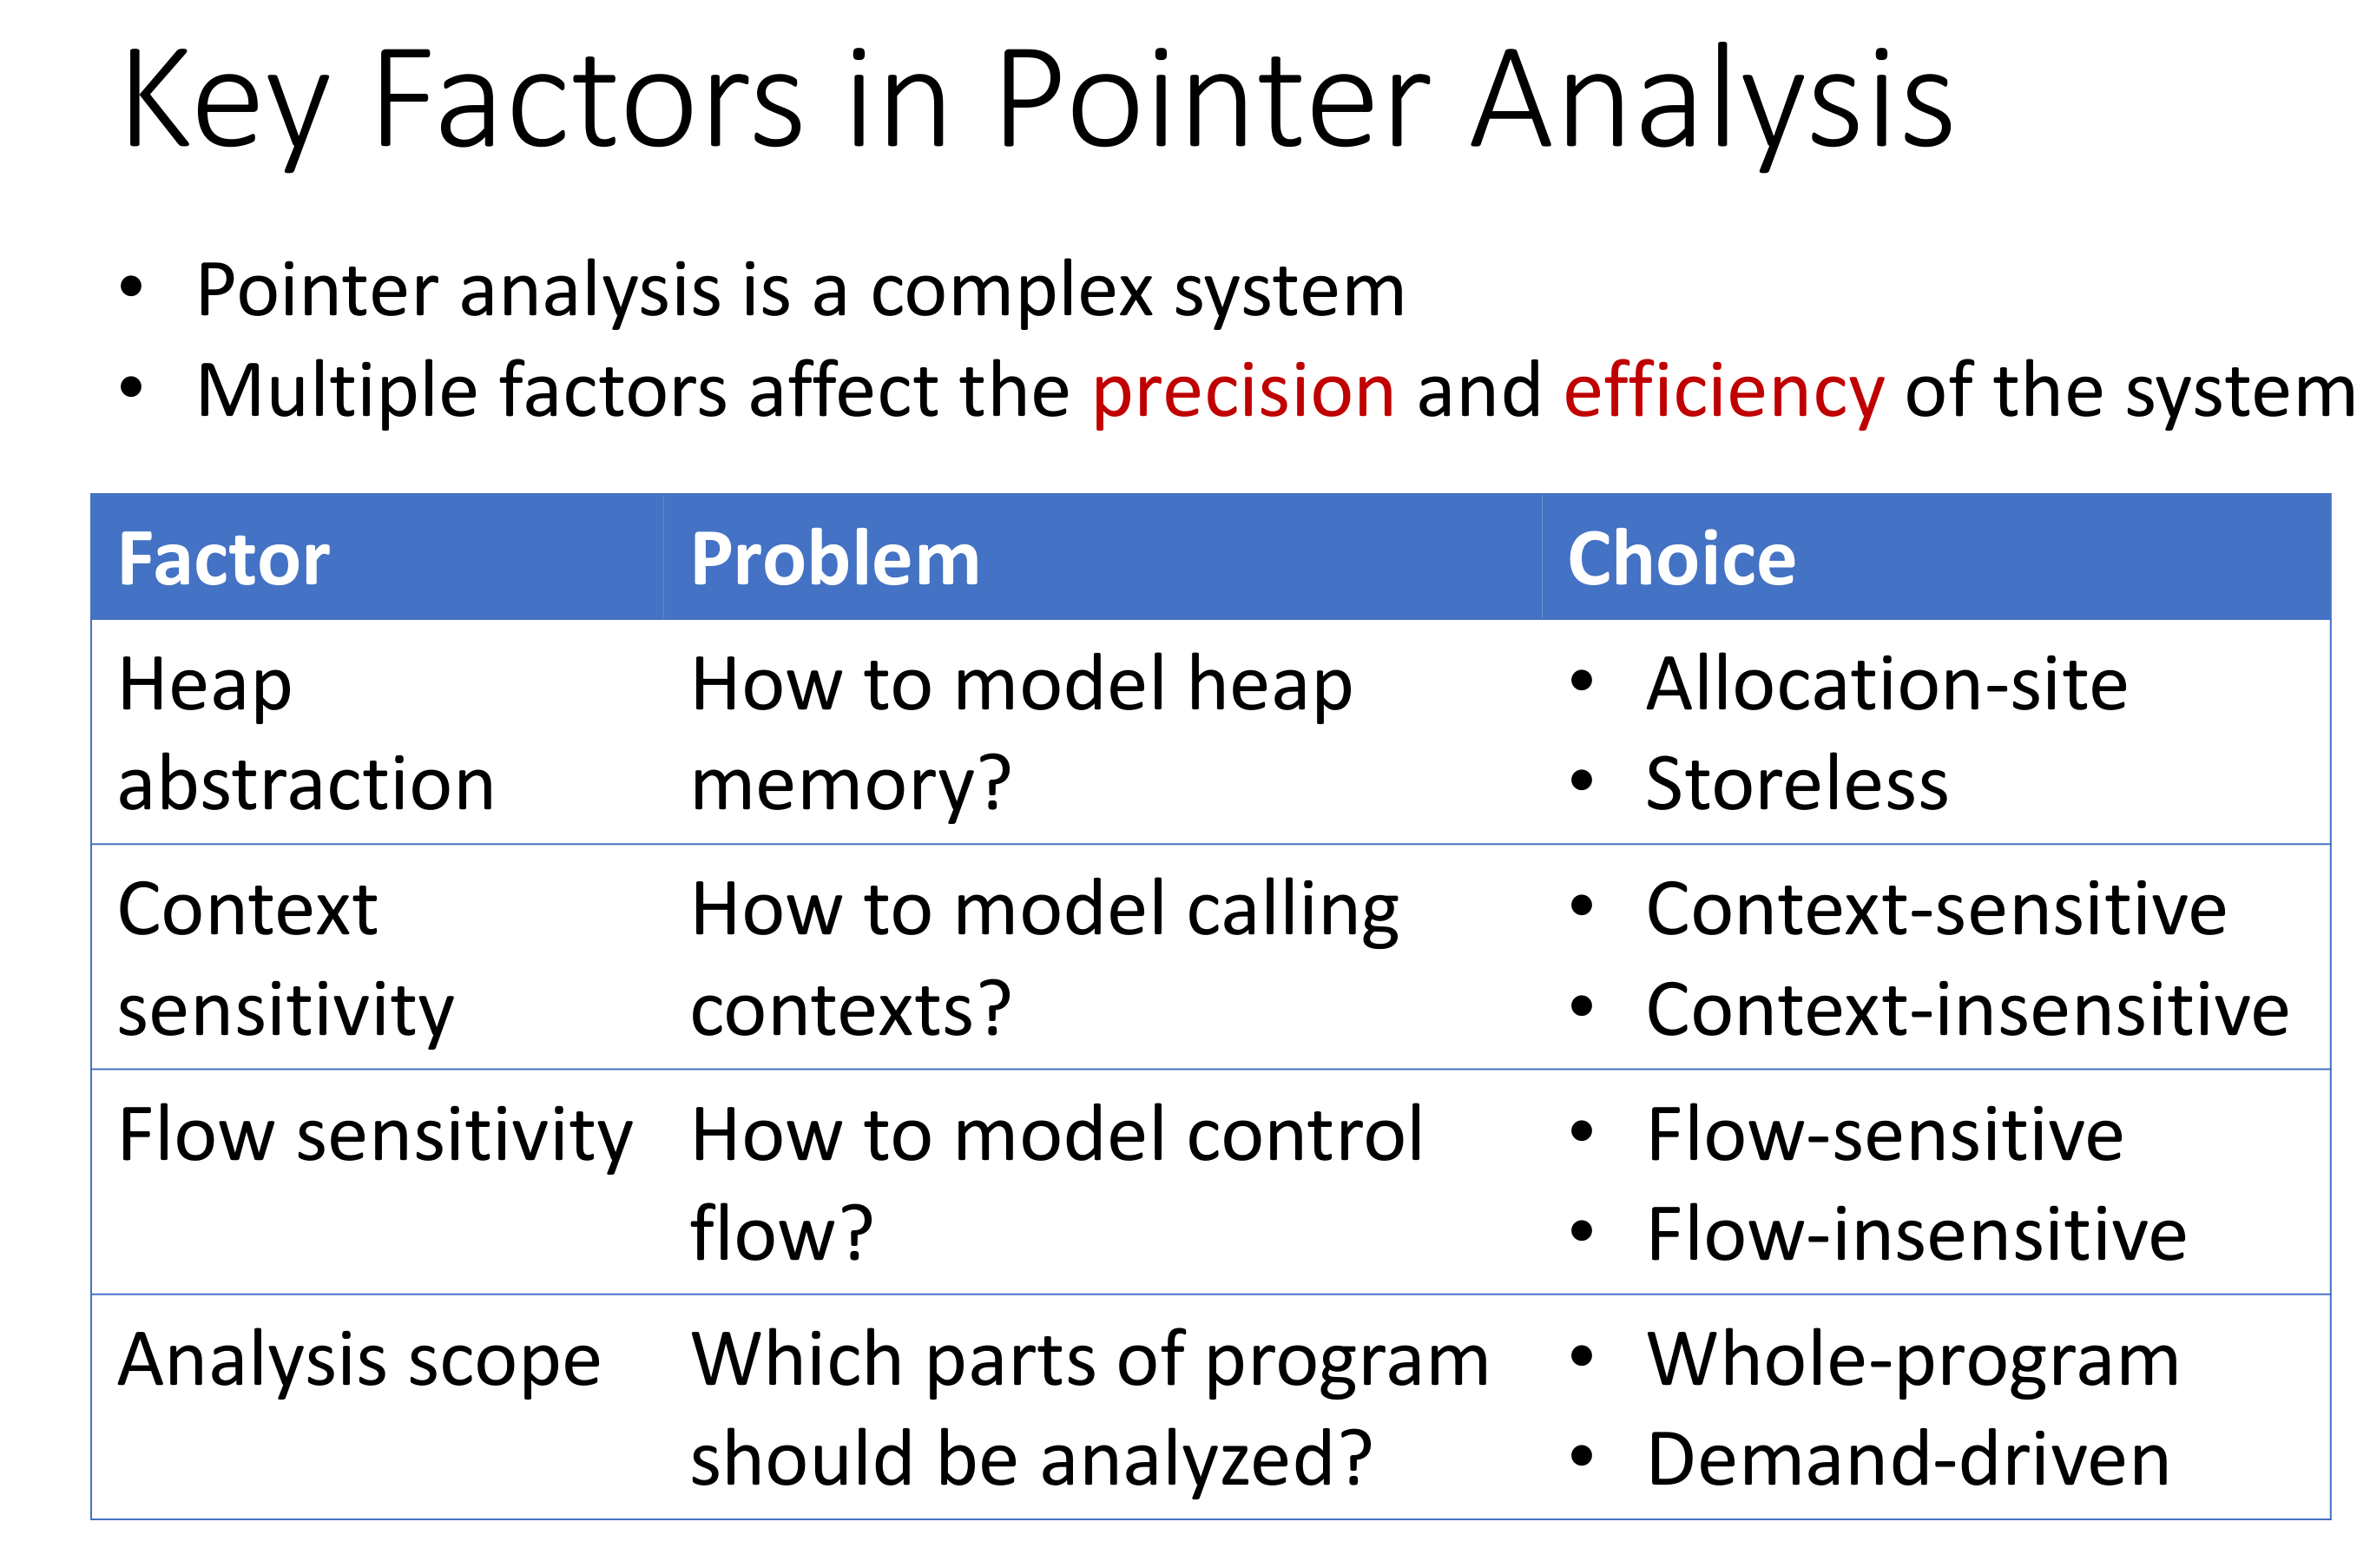 Key Factors in Pointer Analysis
• Pointer analysis is a complex system
• Multiple factors affect the precision and efficiency of the system
Factor Problem Choice
Heap How to model heap • Allocation-site
abstraction memory? • Storeless
Context How to model calling • Context-sensitive
sensitivity contexts? • Context-insensitive
Flow sensitivity How to model control • Flow-sensitive
flow? • Flow-insensitive
Analysis scope Which parts of program • Whole-program
should be analyzed? • Demand-driven